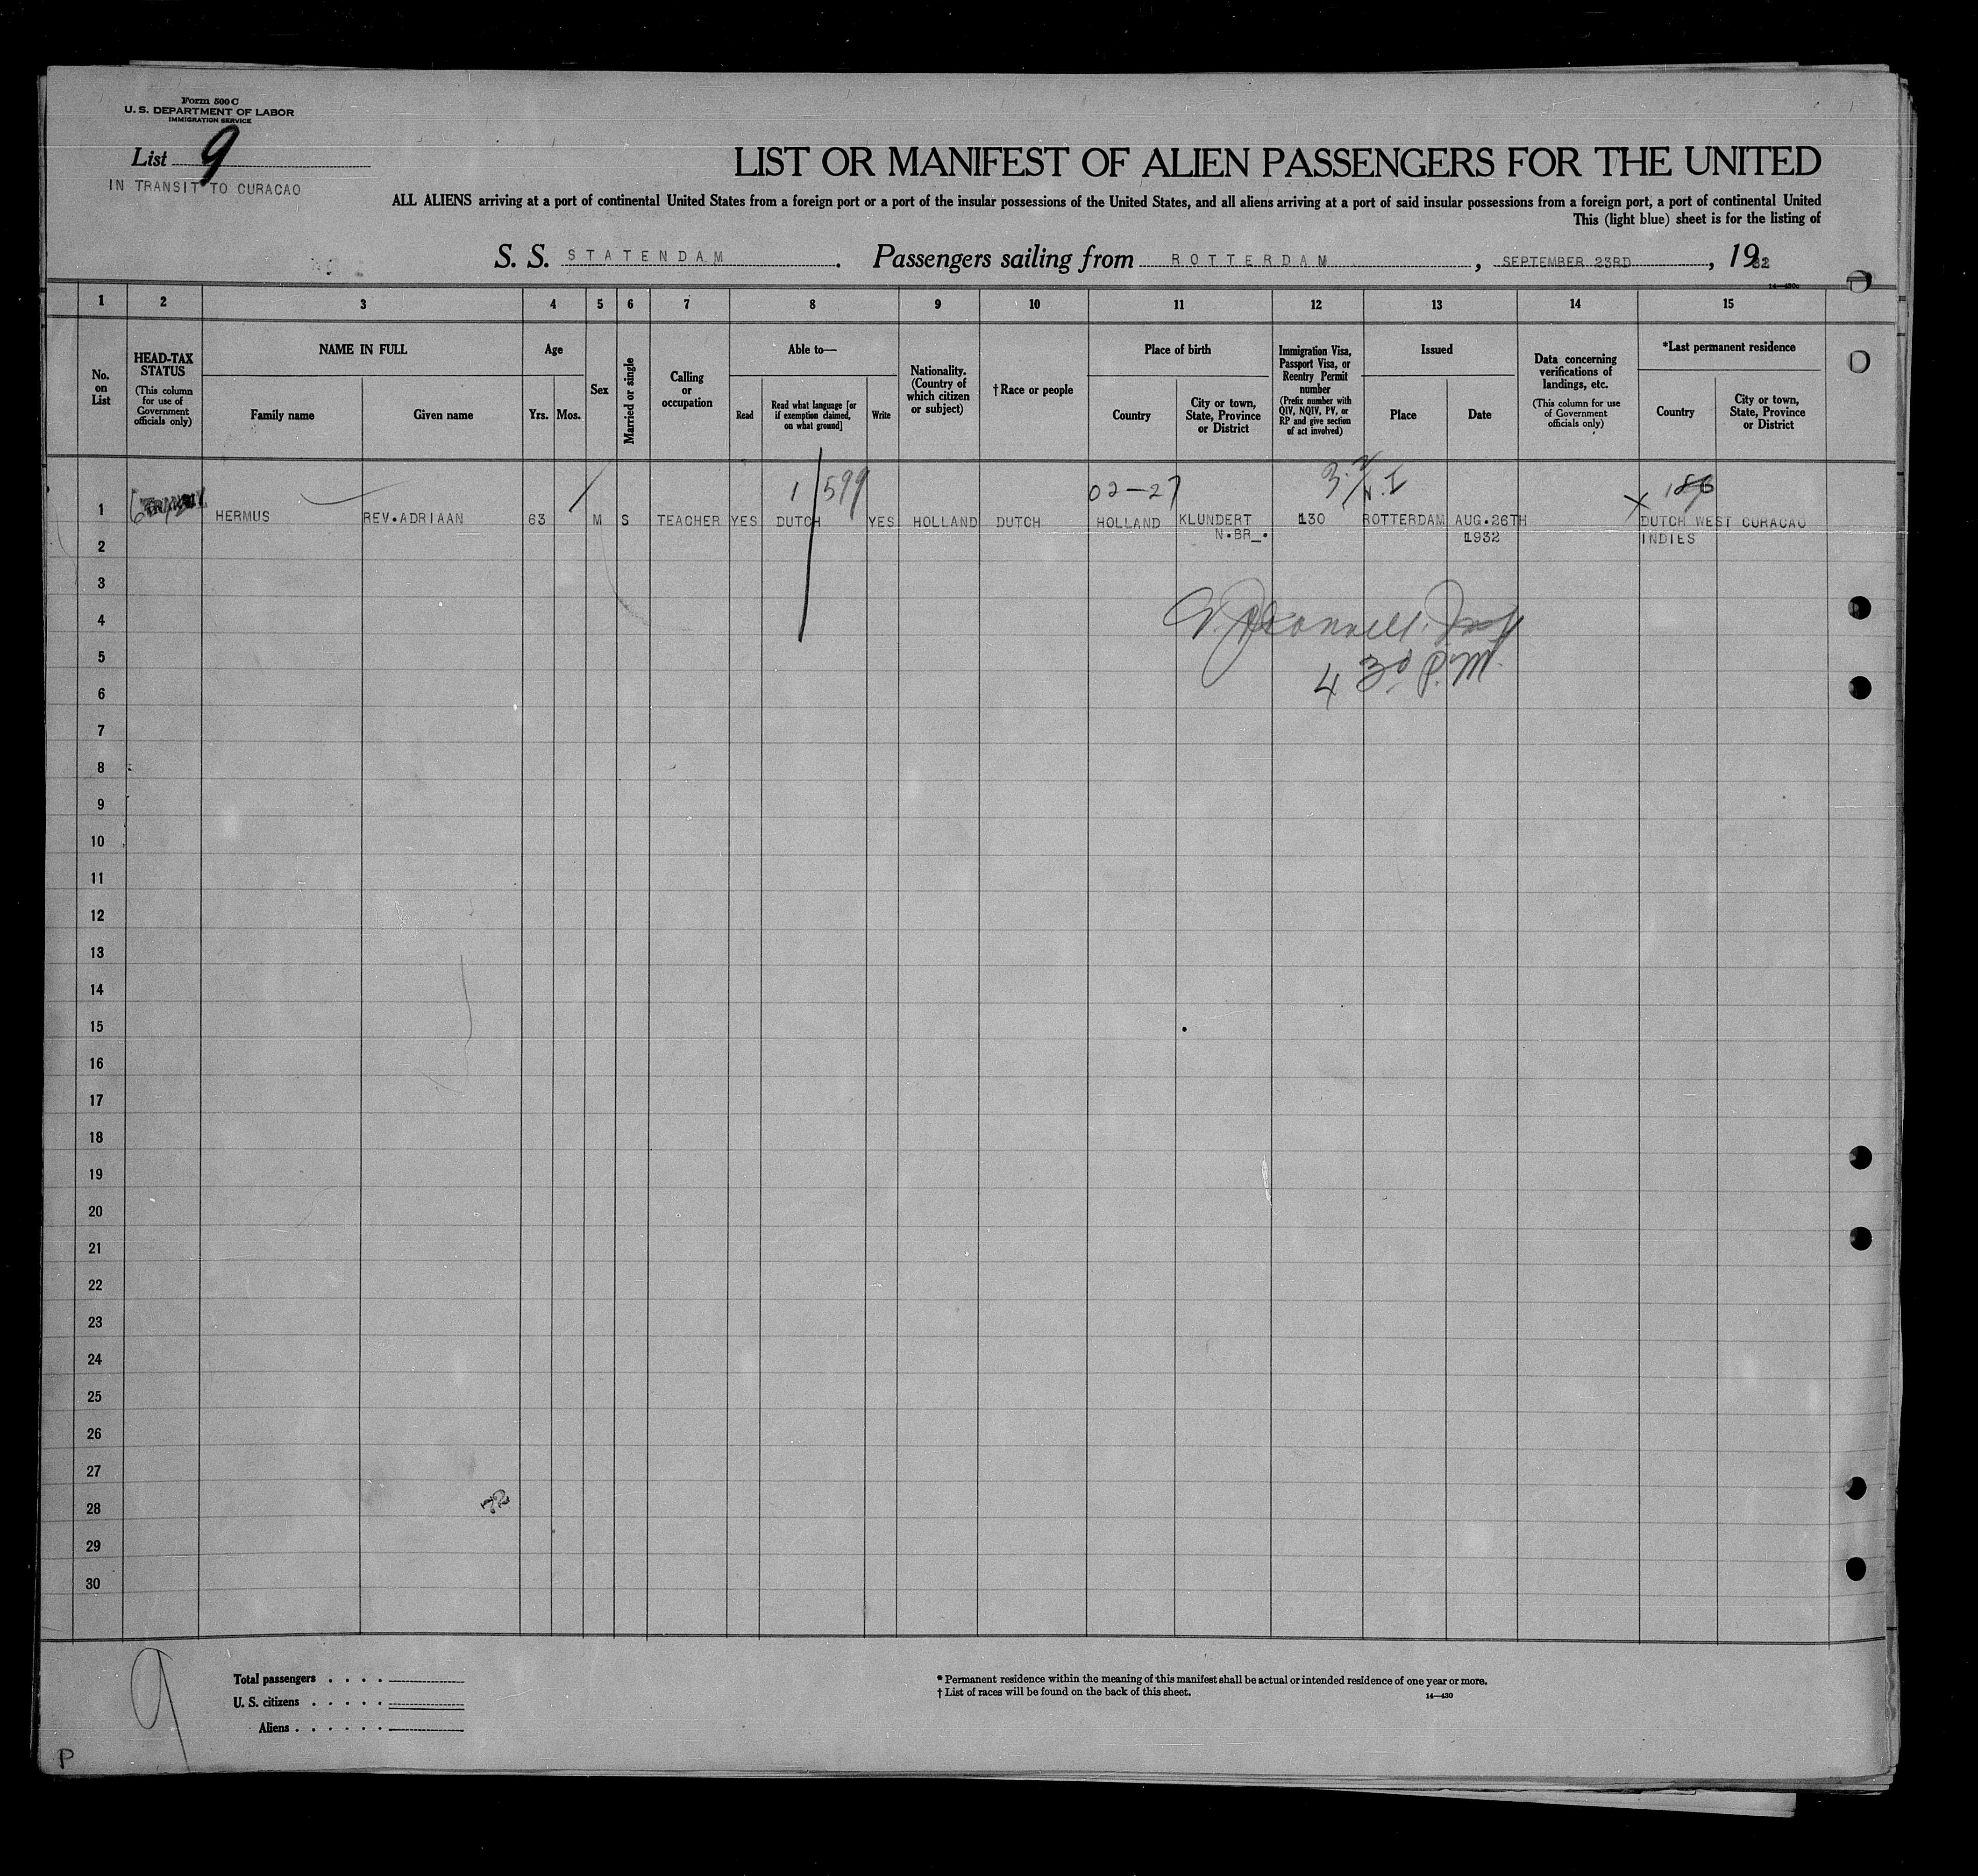 Form 500 C
U. S. DEPARTMENT OF LABOR
IMMIGRATION SERVICE
List 9
IN TRANSIT TO CURACAO
LIST OR MANIFEST OF ALIEN PASSENGERS FOR THE UNITED
ALL ALIENS arriving at a port of continental United States from a foreign port or a port of the insular possessions of the United States, and all aliens arriving at a port of said insular possessions from a foreign port, a port of continental United
This (light blue) sheet is for the listing of
S. S. STATENDAM. Passengers sailing from ROTTERDAM, SEPTEMBER 23RD, 1932
1 2 3 4 5 6 7 8 9 10 11 12 13 14 15
No. on List
HEAD-TAX STATUS
(This column for use of Government officials only)
NAME IN FULL
Family name
Given name
Age
Yrs. Mos.
Sex
Married or single
Calling or occupation
Able to—
Read
Read what language [or if exemption claimed, on what ground]
Write
Nationality. (Country of which citizen or subject)
†Race or people
Place of birth
Country
City or town, State, Province or District
Immigration Visa, Passport Visa, or Reentry Permit number
(Prefix number with QIV, NQIV, PV, or RP and give section of act involved)
Issued
Place
Date
Data concerning verifications of landings, etc.
(This column for use of Government officials only)
*Last permanent residence
Country
City or town, State, Province or District
1/599 02-27
1 HERMUS REV.ADRIAAN 63 M S TEACHER YES DUTCH YES HOLLAND DUTCH HOLLAND KLUNDERT 130 ROTTERDAM AUG.26TH DUTCH WEST CURACAO
2 N.BR_. 1932 INDIES
3
4
5
4 30 P.M.
6
7
8
9
10
11
12
13
14
15
16
17
18
19
20
21
22
23
24
25
26
27
28
29
30
9
Total passengers
U. S. citizens
Aliens
* Permanent residence within the meaning of this manifest shall be actual or intended residence of one year or more.
† List of races will be found on the back of this sheet.
14—430
P